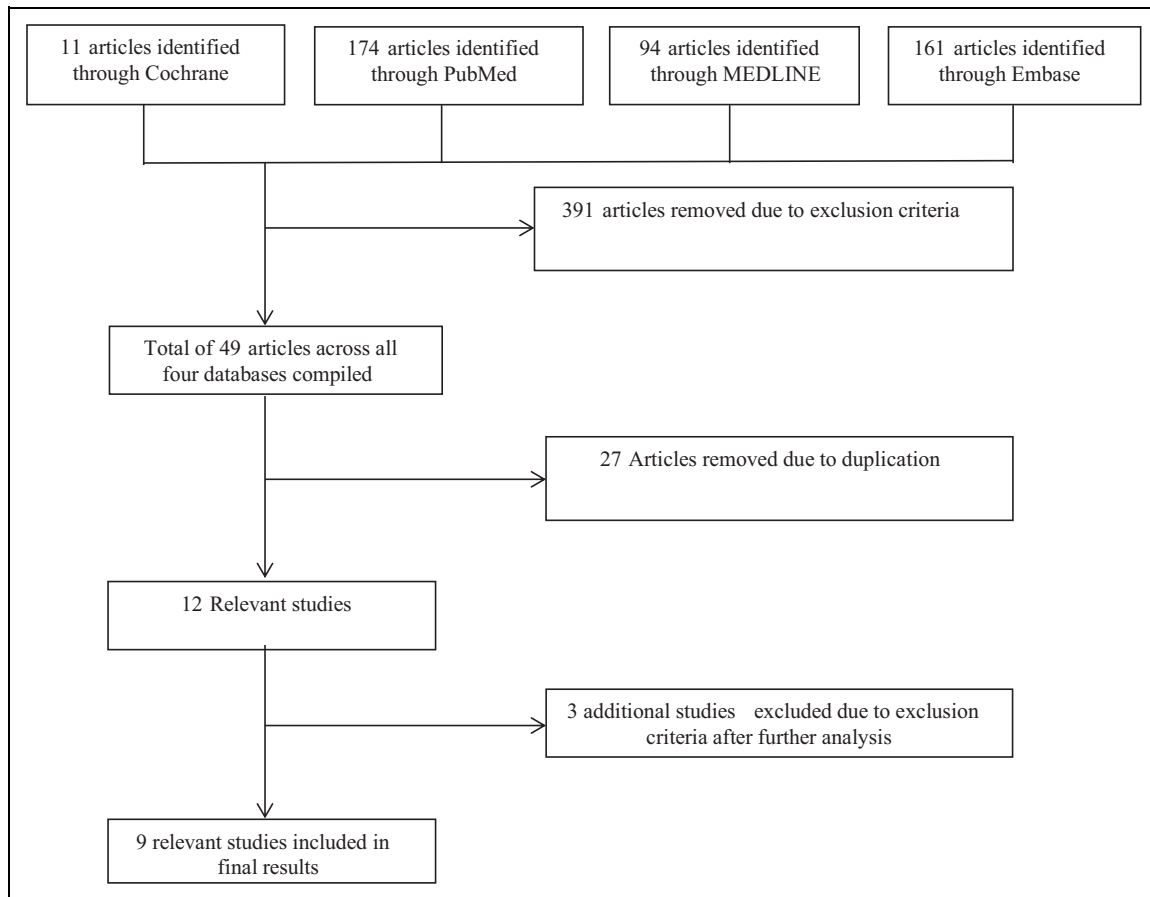 11 articles identified
through Cochrane
174 articles identified
through PubMed
94 articles identified
through MEDLINE
161 articles identified
through Embase
391 articles removed due to exclusion criteria
Total of 49 articles across all
four databases compiled
27 Articles removed due to duplication
12 Relevant studies
3 additional studies excluded due to exclusion
criteria after further analysis
9 relevant studies included in
final results